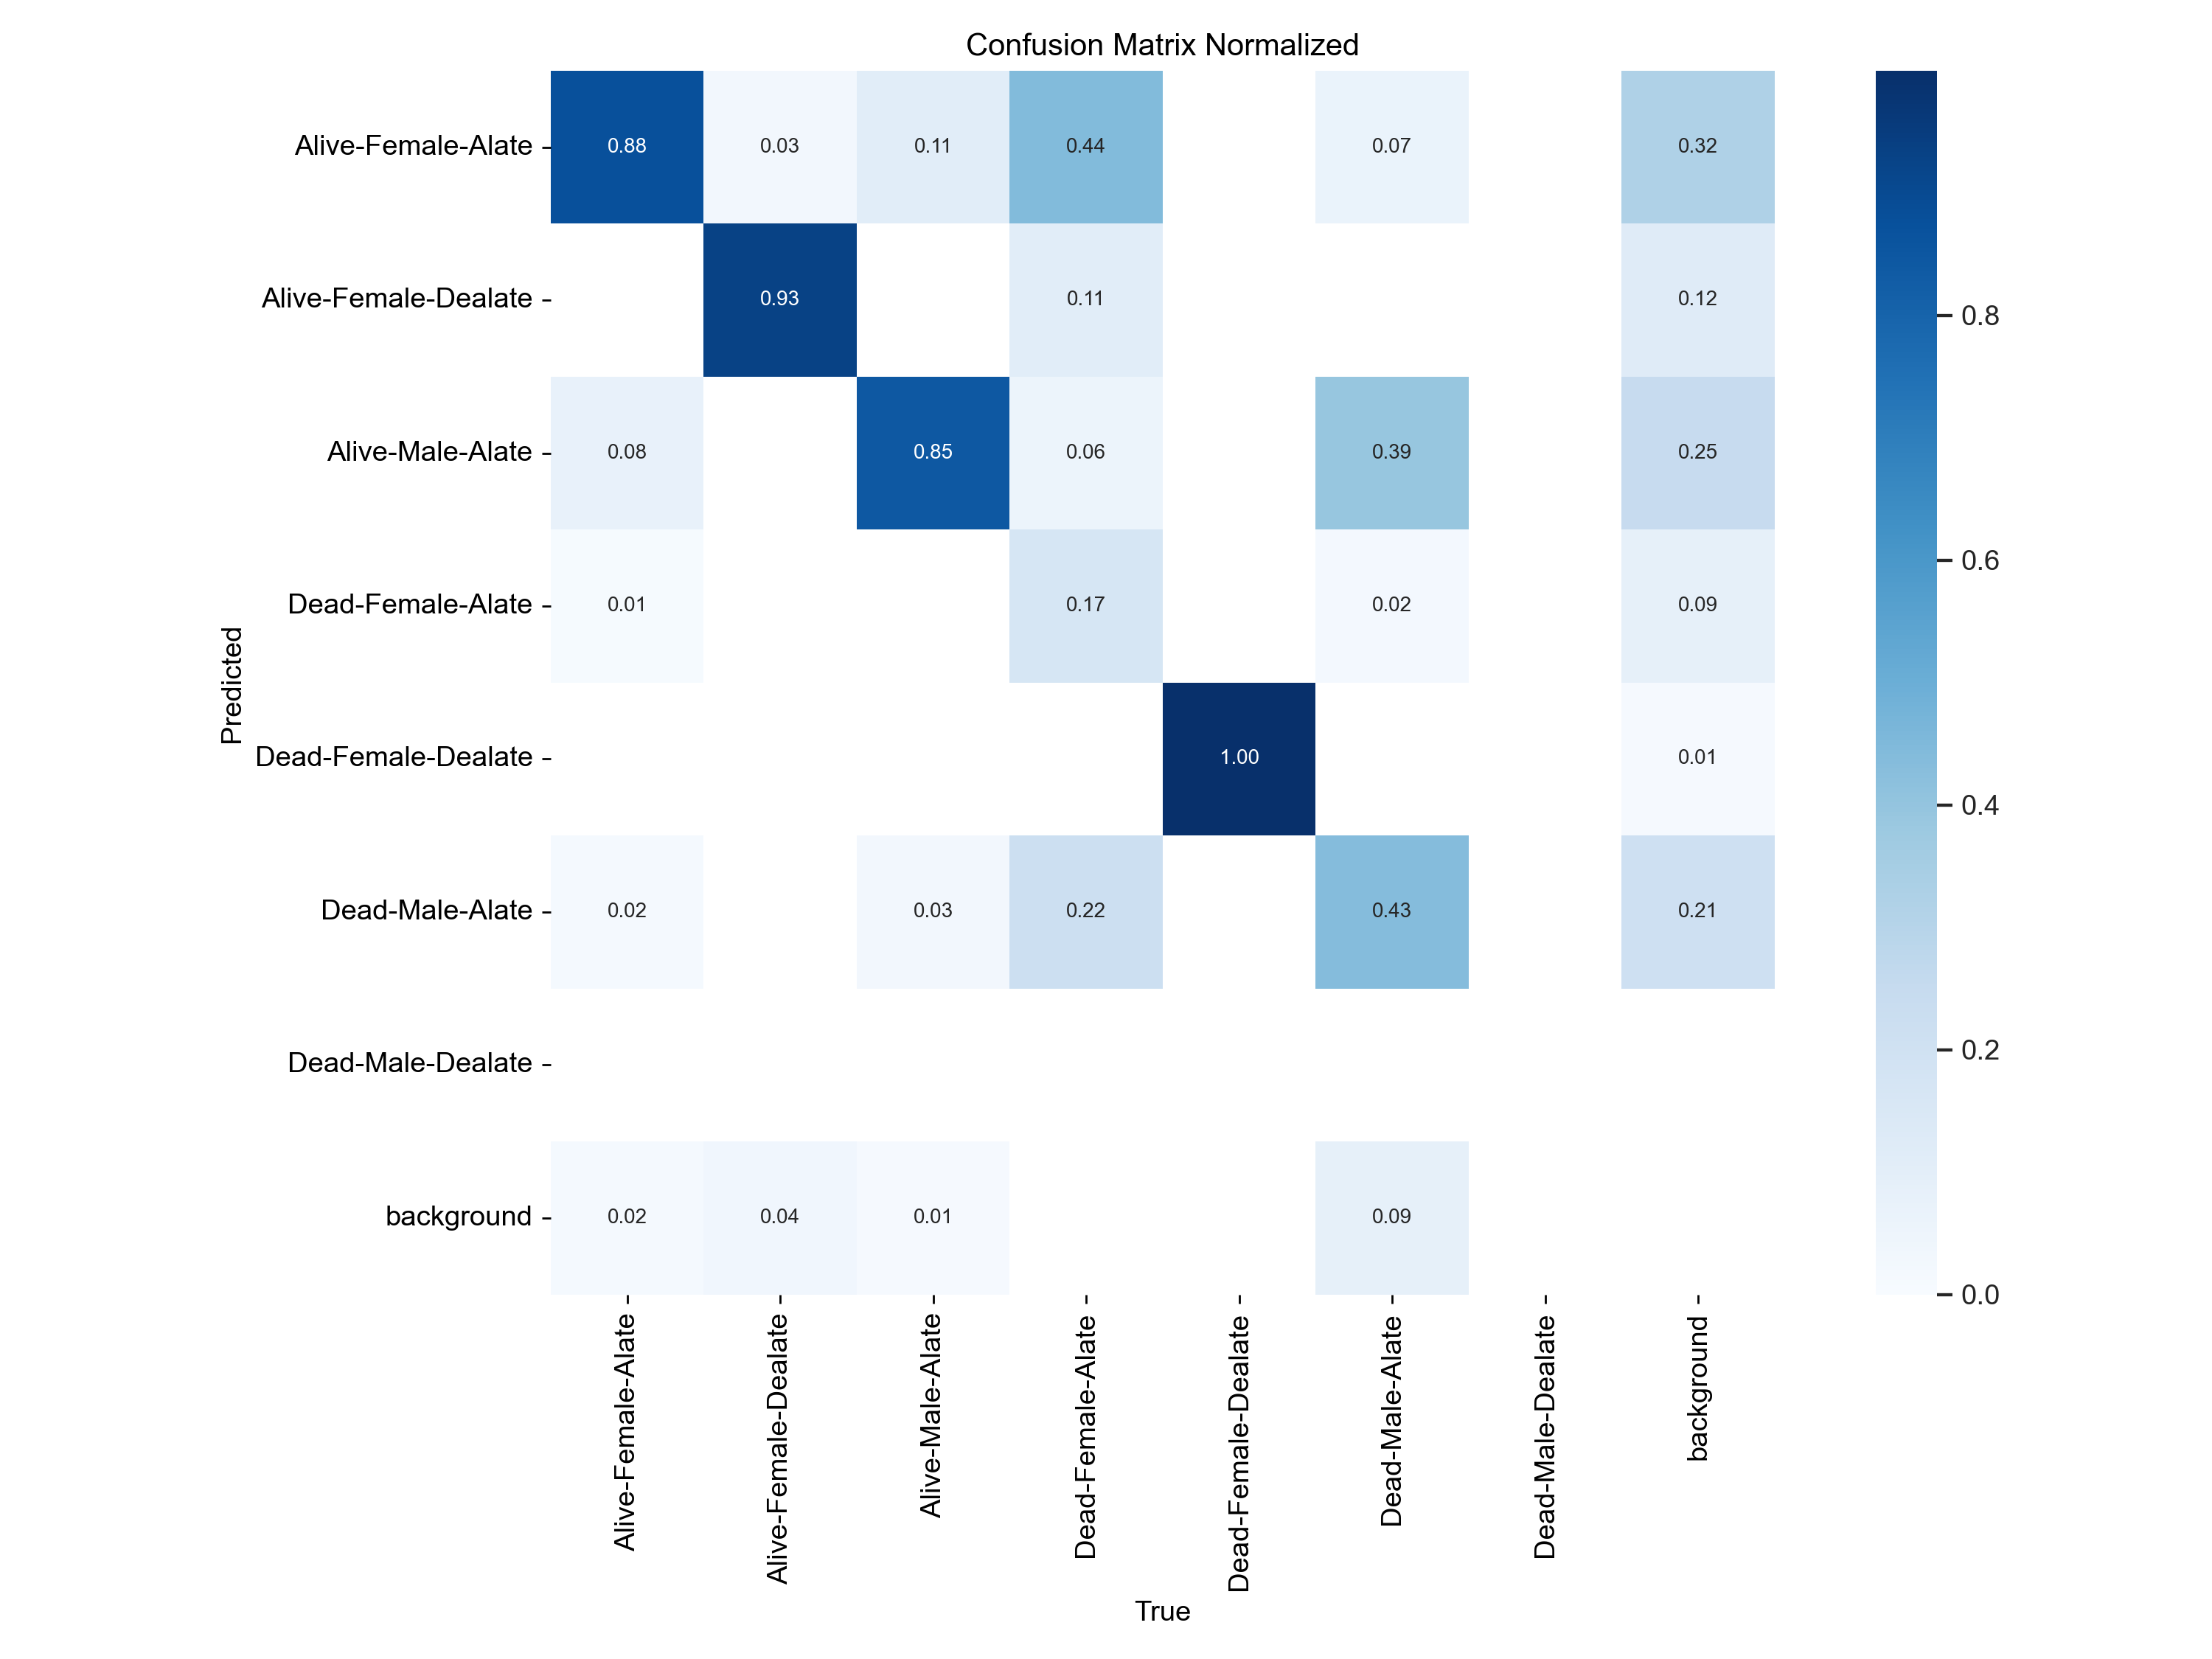 Confusion Matrix Normalized
Alive-Female-Alate 0.88 0.03 0.11 0.44 0.07 0.32
Alive-Female-Dealate 0.93 0.11 0.12
0.8
Alive-Male-Alate 0.08 0.85 0.06 0.39 0.25
0.6
Dead-Female-Alate 0.01 0.17 0.02 0.09
Predicted
Dead-Female-Dealate 1.00 0.01
0.4
Dead-Male-Alate 0.02 0.03 0.22 0.43 0.21
0.2
Dead-Male-Dealate
background 0.02 0.04 0.01 0.09
0.0
Alive-Female-Alate
Alive-Female-Dealate
Alive-Male-Alate
Dead-Female-Alate
Dead-Female-Dealate
Dead-Male-Alate
Dead-Male-Dealate
background
True